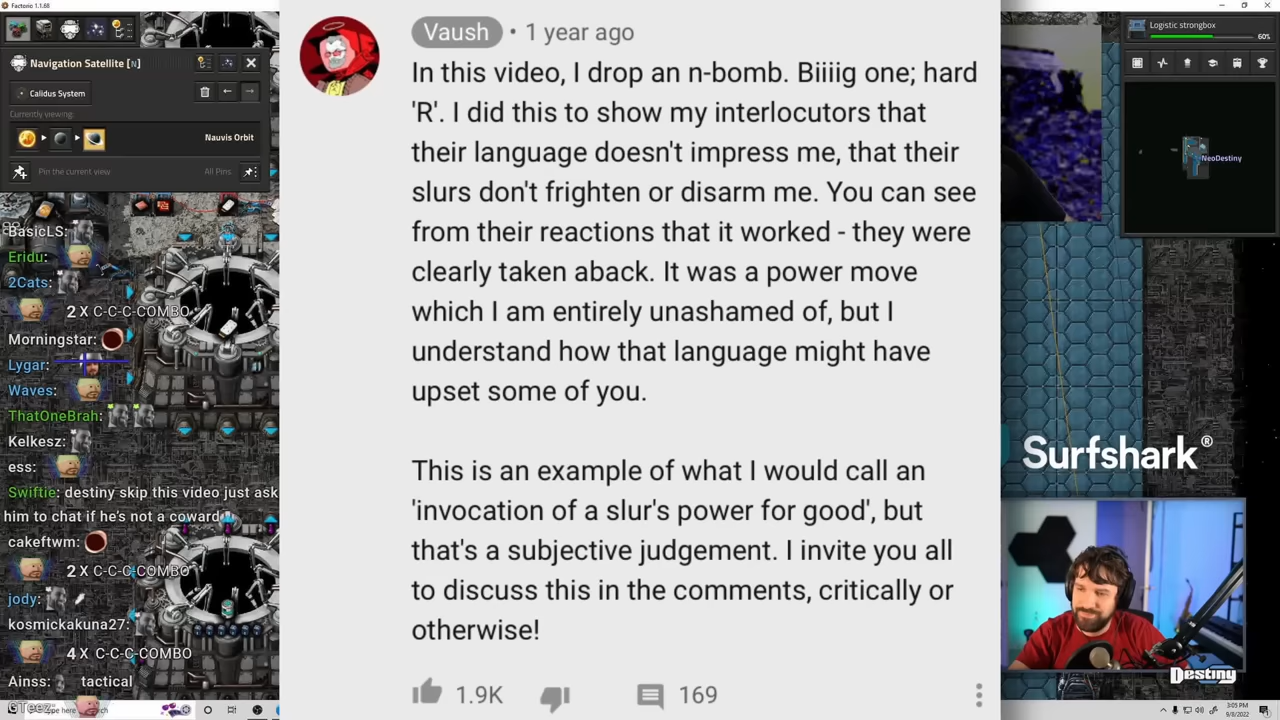 Factorio 1.1.68
Navigation Satellite [N]
Calidus System
Currently viewing:
Nauvis Orbit
Pin the current view
All Pins
BasicLS:
Eridu:
2Cats:
2 X C-C-C-COMBO
Morningstar:
Lygar:
Waves:
ThatOneBrah:
Kelkesz:
ess:
Swiftie: destiny skip this video just ask
him to chat if he's not a coward
cakeftwm:
2 X C-C-C-COMBO
jody:
kosmickakuna27:
4 X C-C-C-COMBO
Ainss: tactical
Vaush • 1 year ago
In this video, I drop an n-bomb. Biiiig one; hard
'R'. I did this to show my interlocutors that
their language doesn't impress me, that their
slurs don't frighten or disarm me. You can see
from their reactions that it worked - they were
clearly taken aback. It was a power move
which I am entirely unashamed of, but I
understand how that language might have
upset some of you.
This is an example of what I would call an
'invocation of a slur's power for good', but
that's a subjective judgement. I invite you all
to discuss this in the comments, critically or
otherwise!
1.9K
169
Logistic strongbox
60%
NeoDestiny
Surfshark®
Destiny
3:05 PM
9/8/2022